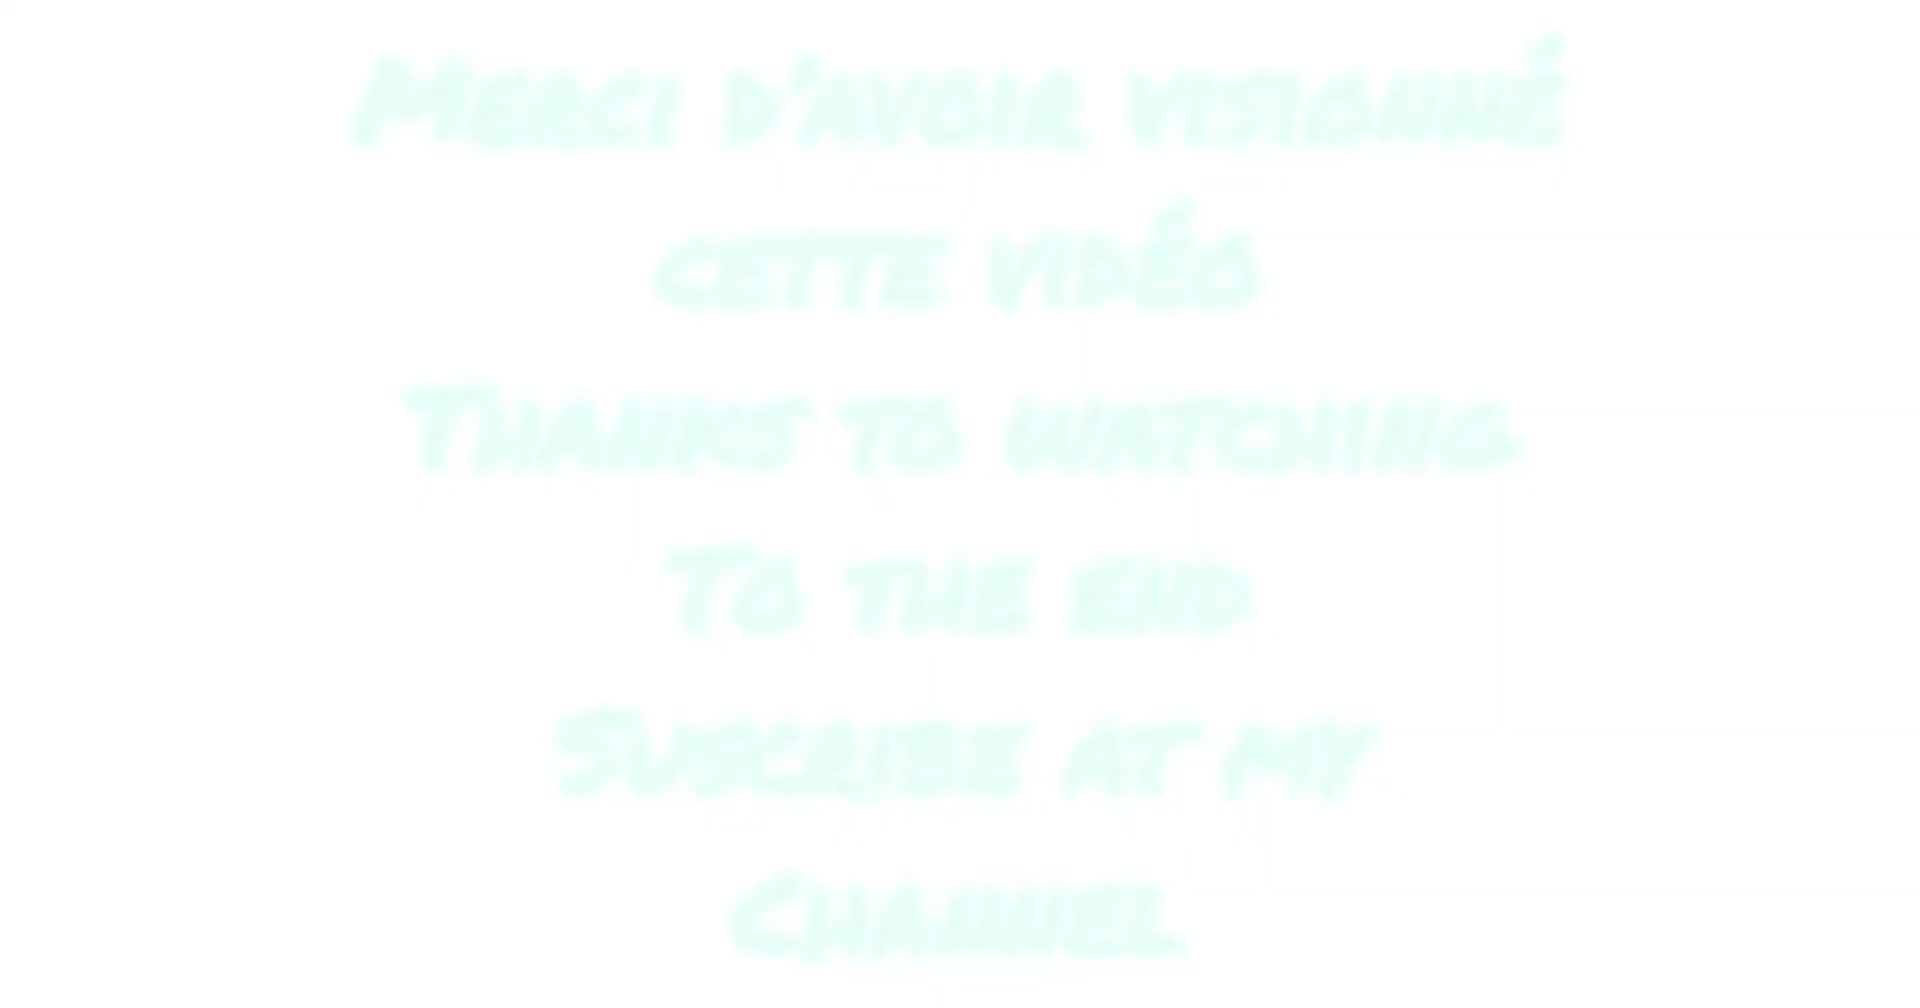 Merci d'avoir visionné
cette vidéo
Thanks to watching
To the end
Suscribe at my
Channel